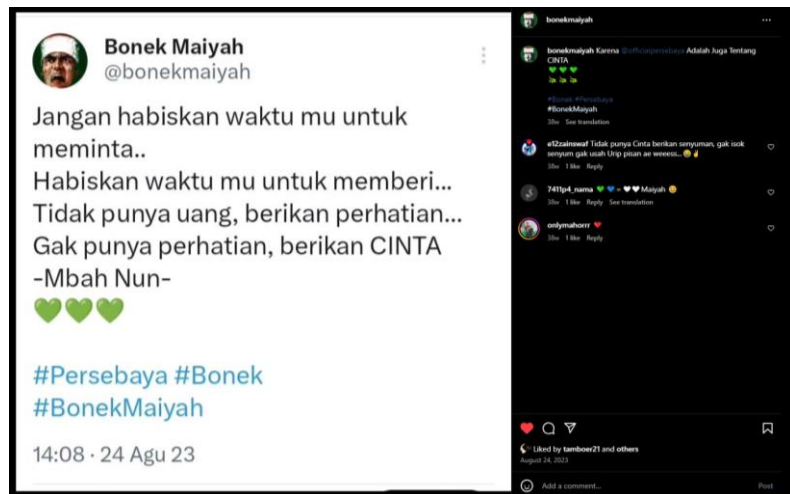 Bonek Maiyah
@bonekmaiyah
Jangan habiskan waktu mu untuk
meminta..
Habiskan waktu mu untuk memberi...
Tidak punya uang, berikan perhatian...
Gak punya perhatian, berikan CINTA
-Mbah Nun-
💚💚💚
#Persebaya #Bonek
#BonekMaiyah
14:08 · 24 Agu 23
bonekmaiyah
bonekmaiyah Karena @officialpersebaya Adalah Juga Tentang
CINTA
#Bonek #Persebaya
#BonekMaiyah
38w See translation
e12zainswaf Tidak punya Cinta berikan senyuman, gak isok
senyum gak usah Urip pisan ae weeess...
38w 1 like Reply
7411p4_nama 💚💙=🤍🤍Maiyah
38w 1 like Reply See translation
onlymahorrr
38w 1 like Reply
Liked by tamboer21 and others
August 24, 2023
Add a comment...
Post